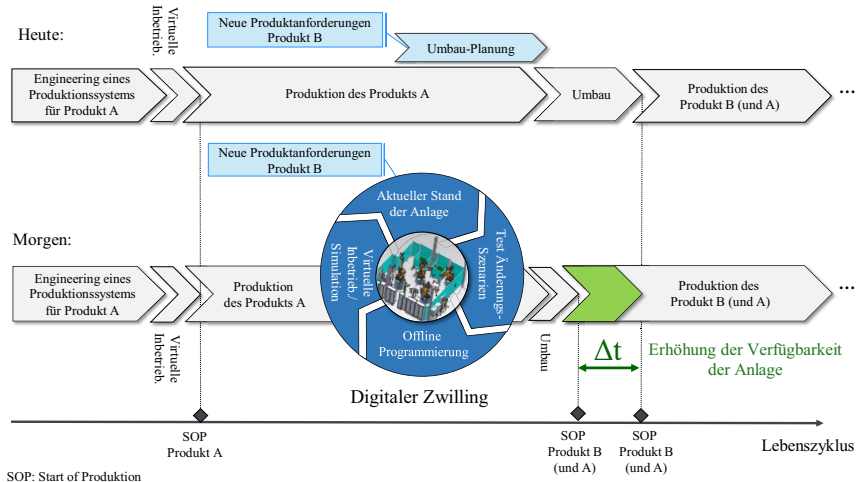 Heute:
Virtuelle
Inbetrieb.
Neue Produktanforderungen
Produkt B
Umbau-Planung
Engineering eines
Produktionssystems
für Produkt A
Produktion des Produkts A
Umbau
Produktion des
Produkt B (und A)
...
Neue Produktanforderungen
Produkt B
Morgen:
Aktueller Stand
der Anlage
Test Änderungs-
Szenarien
Offline
Programmierung
Virtuelle
Inbetrieb./
Simulation
Engineering eines
Produktionssystems
für Produkt A
Virtuelle
Inbetrieb.
Produktion
des Produkts A
Umbau
Produktion des
Produkt B (und A)
...
Δt
Erhöhung der Verfügbarkeit
der Anlage
Digitaler Zwilling
SOP
Produkt A
SOP
Produkt B
(und A)
SOP
Produkt B
(und A)
Lebenszyklus
SOP: Start of Produktion